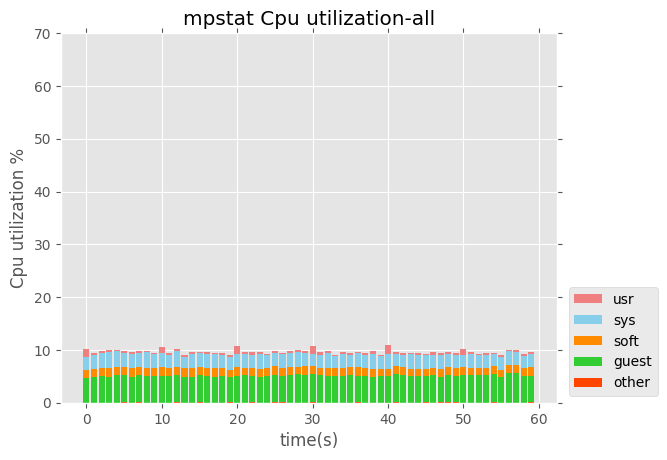 mpstat Cpu utilization-all
Cpu utilization %
70
60
50
40
30
20
10
0
0 10 20 30 40 50 60
time(s)
usr
sys
soft
guest
other